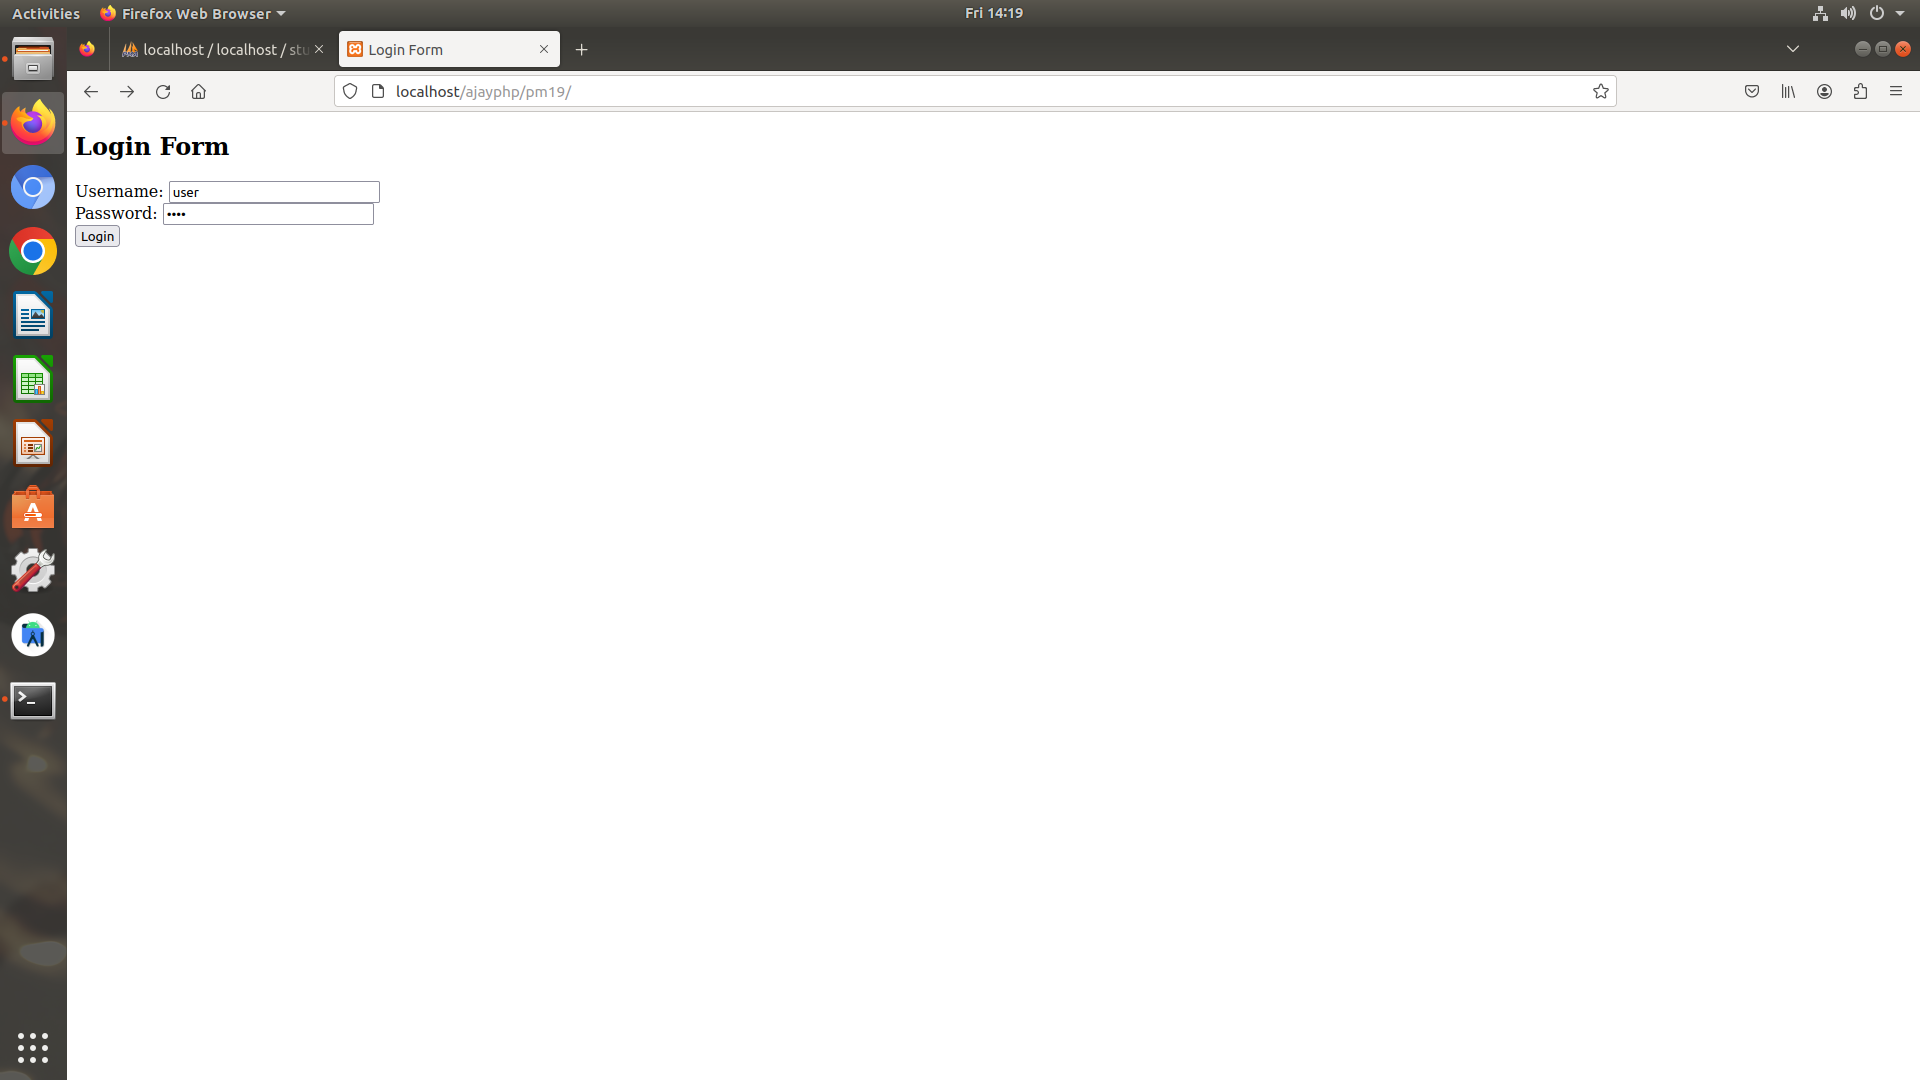 Activities
Firefox Web Browser
Fri 14:19
localhost / localhost / stu
Login Form
localhost/ajayphp/pm19/
Login Form
Username: user
Password: ••••
Login